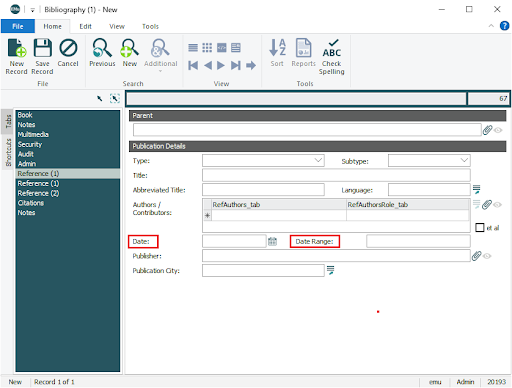 EMu Bibliography (1) - New
File Home Edit View Tools
New Record Save Record Cancel Previous New Additional Sort Reports Check Spelling
ABC
File Search View Tools
67
Tabs
Shortcuts
Book
Notes
Multimedia
Security
Audit
Admin
Reference (1)
Reference (1)
Reference (2)
Citations
Notes
Parent
Publication Details
Type: Subtype:
Title:
Abbreviated Title: Language:
Authors / Contributors: RefAuthors_tab RefAuthorsRole_tab
et al
Date: Date Range:
Publisher:
Publication City:
New Record 1 of 1 emu Admin 20193